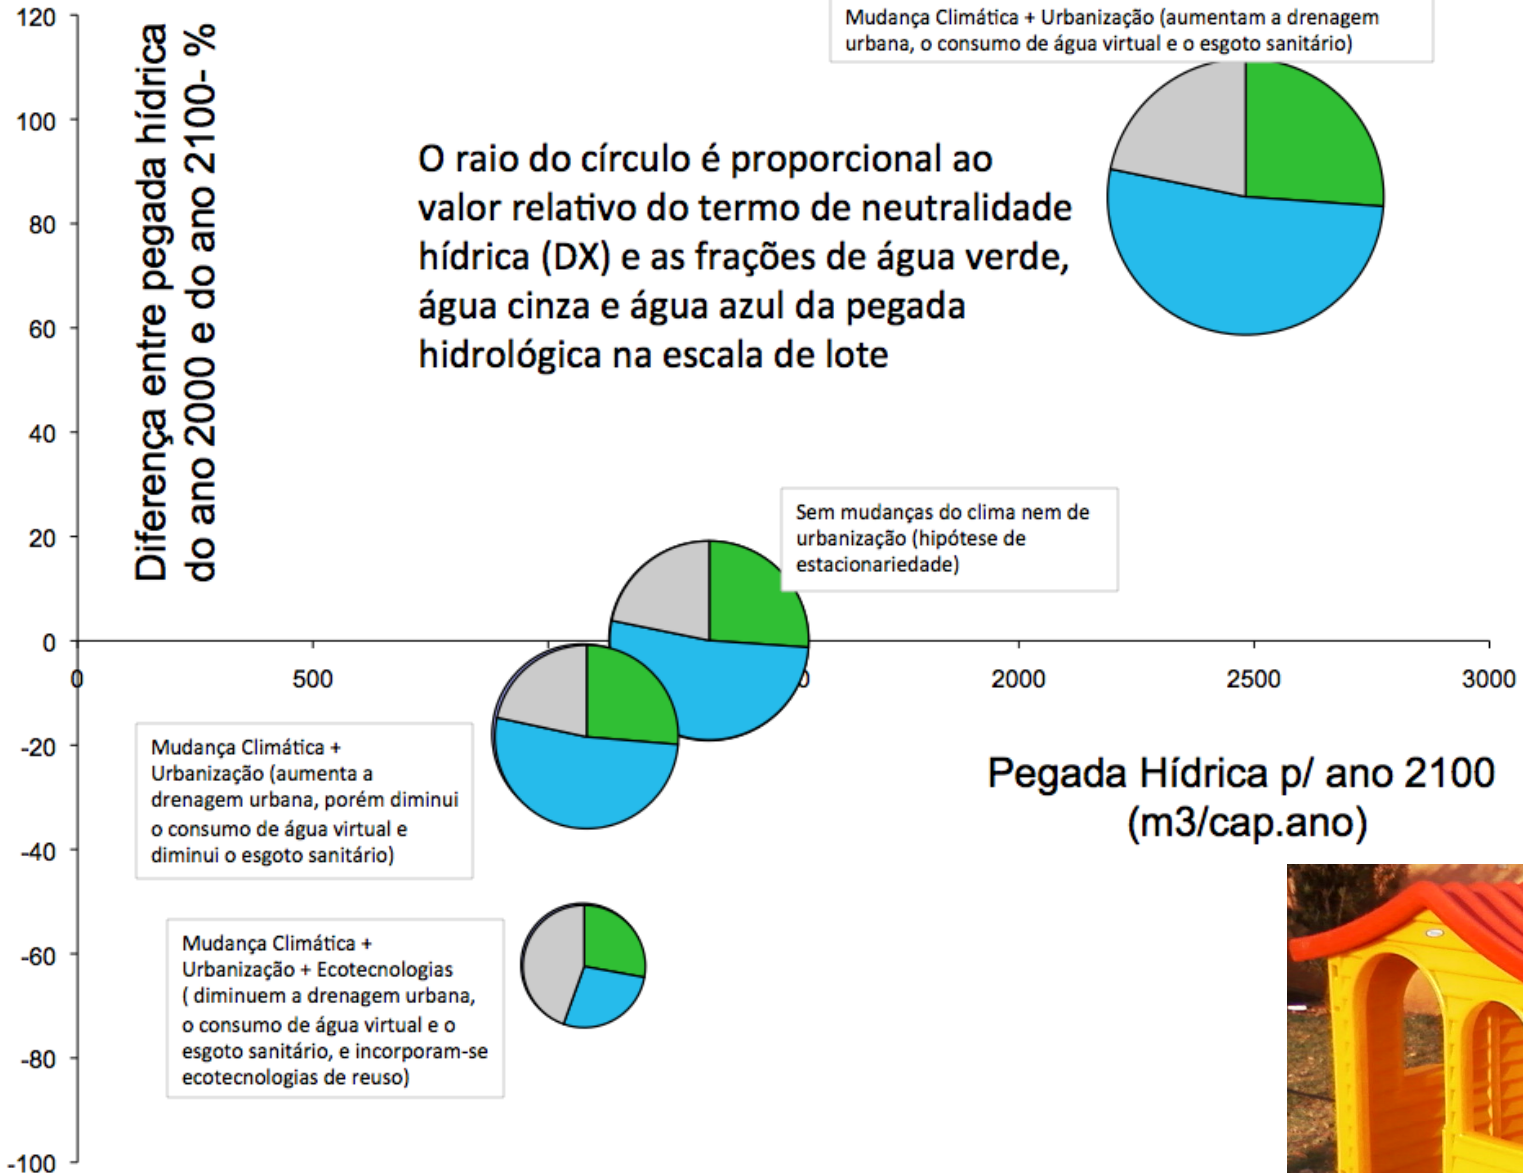 Mudança Climática + Urbanização (aumentam a drenagem
urbana, o consumo de água virtual e o esgoto sanitário)
120
100
80
60
40
20
0
-20
-40
-60
-80
-100
Diferença entre pegada hídrica
do ano 2000 e do ano 2100- %
O raio do círculo é proporcional ao
valor relativo do termo de neutralidade
hídrica (DX) e as frações de água verde,
água cinza e água azul da pegada
hidrológica na escala de lote
Sem mudanças do clima nem de
urbanização (hipótese de
estacionariedade)
0
500
2000
2500
3000
Pegada Hídrica p/ ano 2100
(m3/cap.ano)
Mudança Climática +
Urbanização (aumenta a
drenagem urbana, porém diminui
o consumo de água virtual e
diminui o esgoto sanitário)
Mudança Climática +
Urbanização + Ecotecnologias
( diminuem a drenagem urbana,
o consumo de água virtual e o
esgoto sanitário, e incorporam-se
ecotecnologias de reuso)